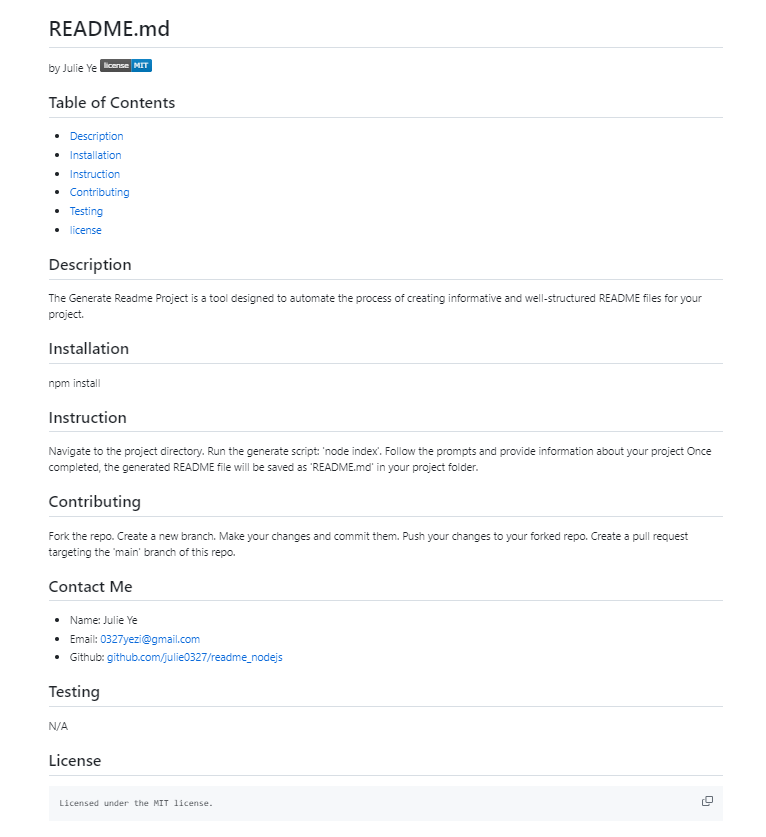 README.md
by Julie Ye license MIT
Table of Contents
Description
Installation
Instruction
Contributing
Testing
license
Description
The Generate Readme Project is a tool designed to automate the process of creating informative and well-structured README files for your
project.
Installation
npm install
Instruction
Navigate to the project directory. Run the generate script: 'node index'. Follow the prompts and provide information about your project Once
completed, the generated README file will be saved as 'README.md' in your project folder.
Contributing
Fork the repo. Create a new branch. Make your changes and commit them. Push your changes to your forked repo. Create a pull request
targeting the 'main' branch of this repo.
Contact Me
Name: Julie Ye
Email: 0327yezi@gmail.com
Github: github.com/julie0327/readme_nodejs
Testing
N/A
License
Licensed under the MIT license.